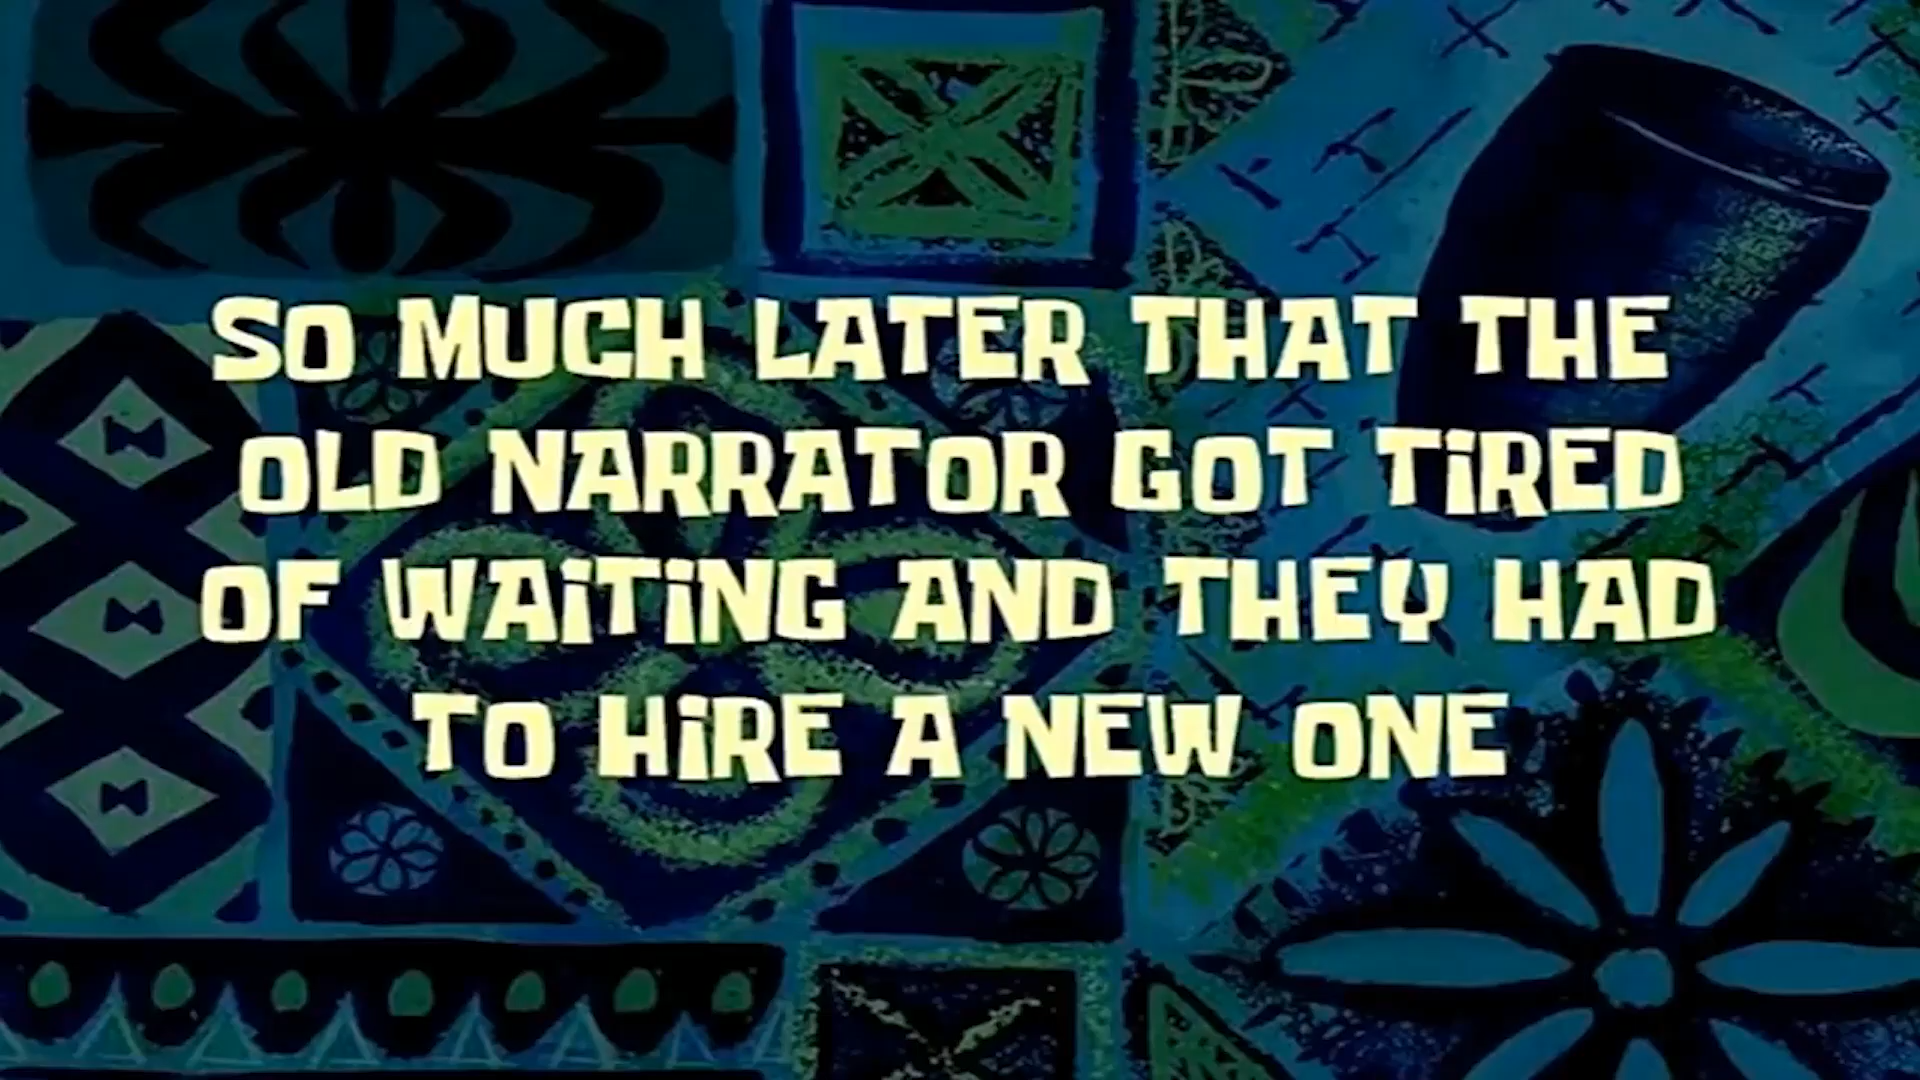 SO MUCH LATER THAT THE
OLD NARRATOR GOT TiRED
OF WAiTiNG AND THEY HAD
TO HiRE A NEW ONE